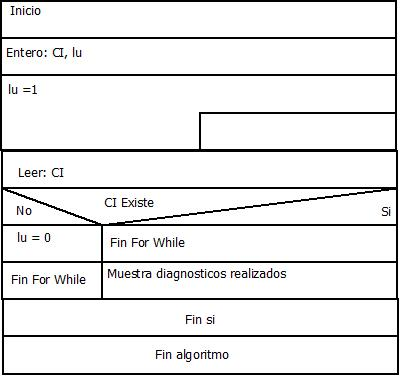 Inicio
Entero: CI, lu
lu =1
Leer: CI
CI Existe
No
Si
lu = 0
Fin For While
Fin For While
Muestra diagnosticos realizados
Fin si
Fin algoritmo